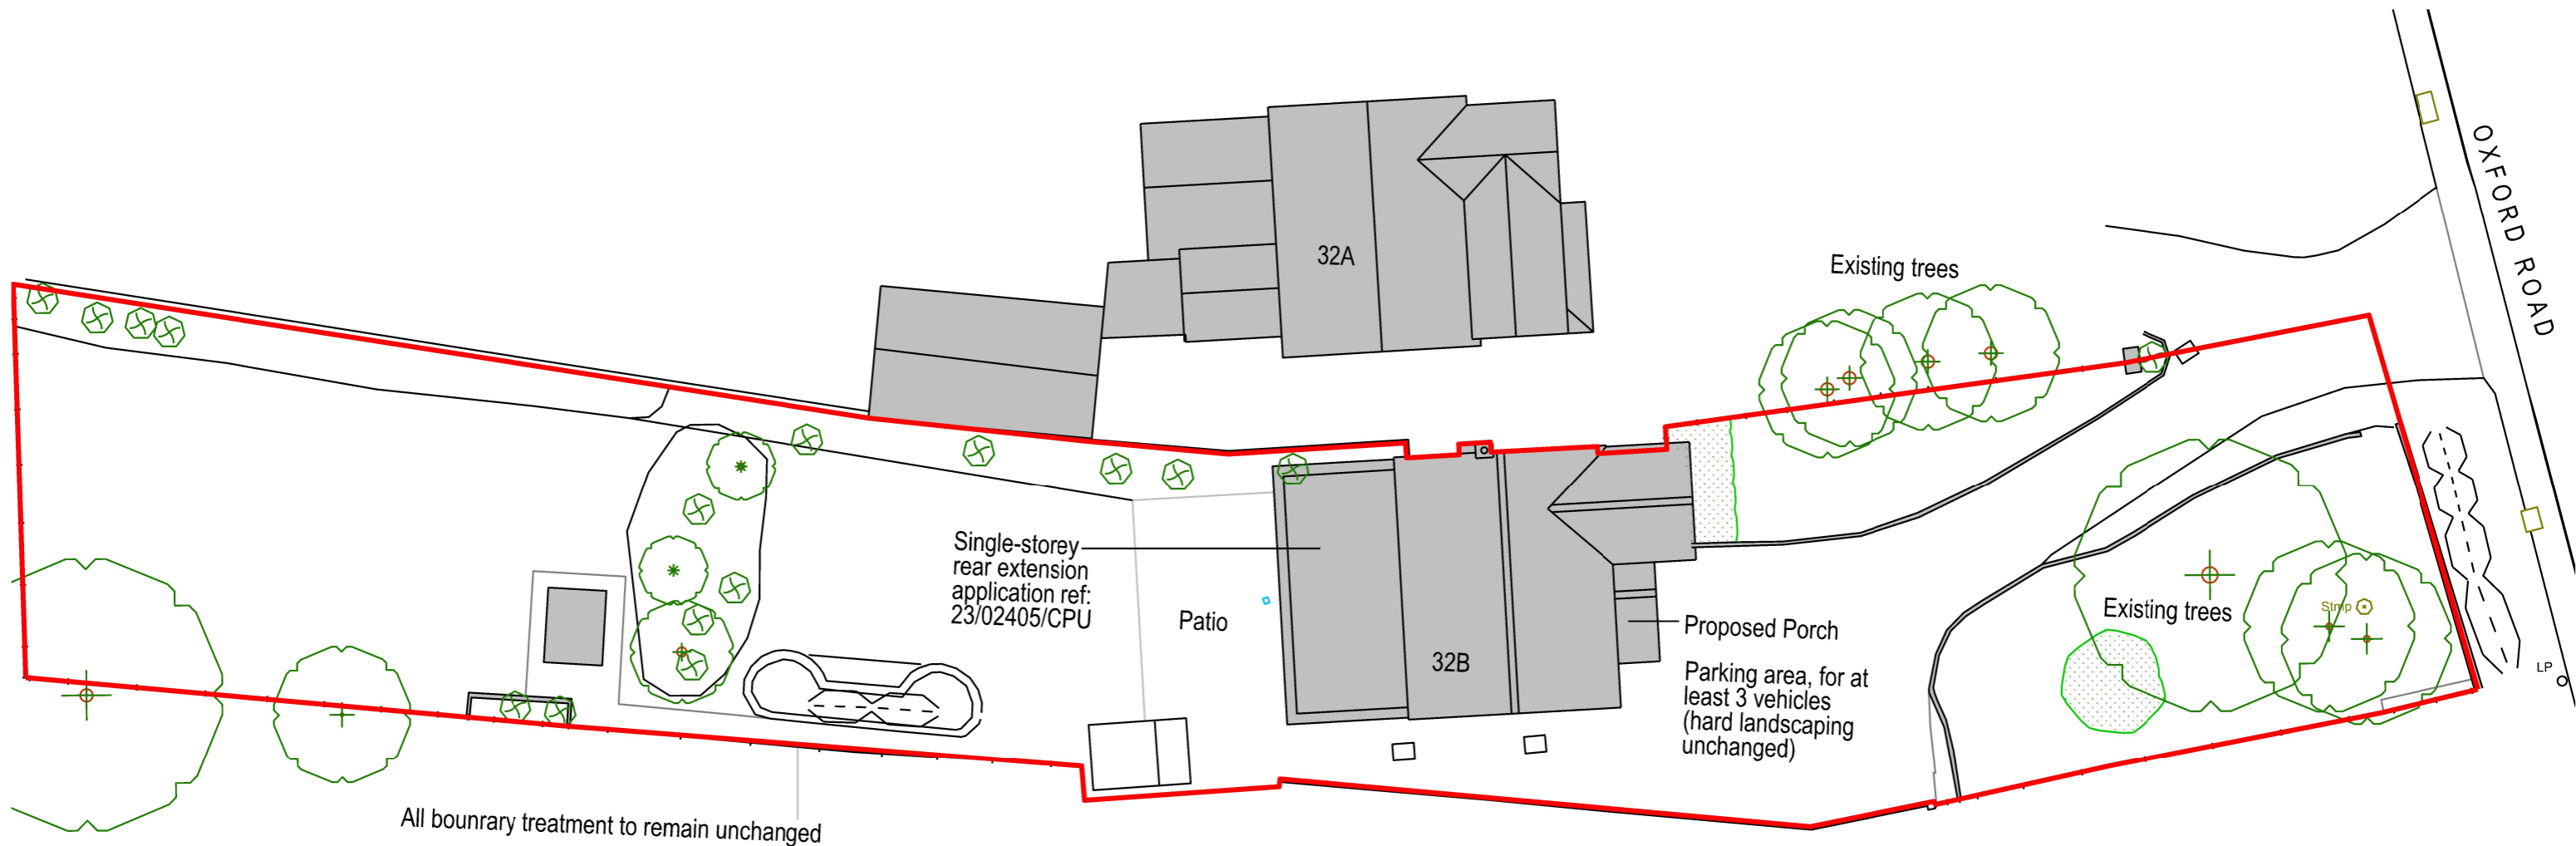 OXFORD ROAD
32A
Existing trees
Single-storey
rear extension
application ref:
23/02405/CPU
Patio
32B
Proposed Porch
Parking area, for at
least 3 vehicles
(hard landscaping
unchanged)
Existing trees
Stmp
LP
All bounrary treatment to remain unchanged